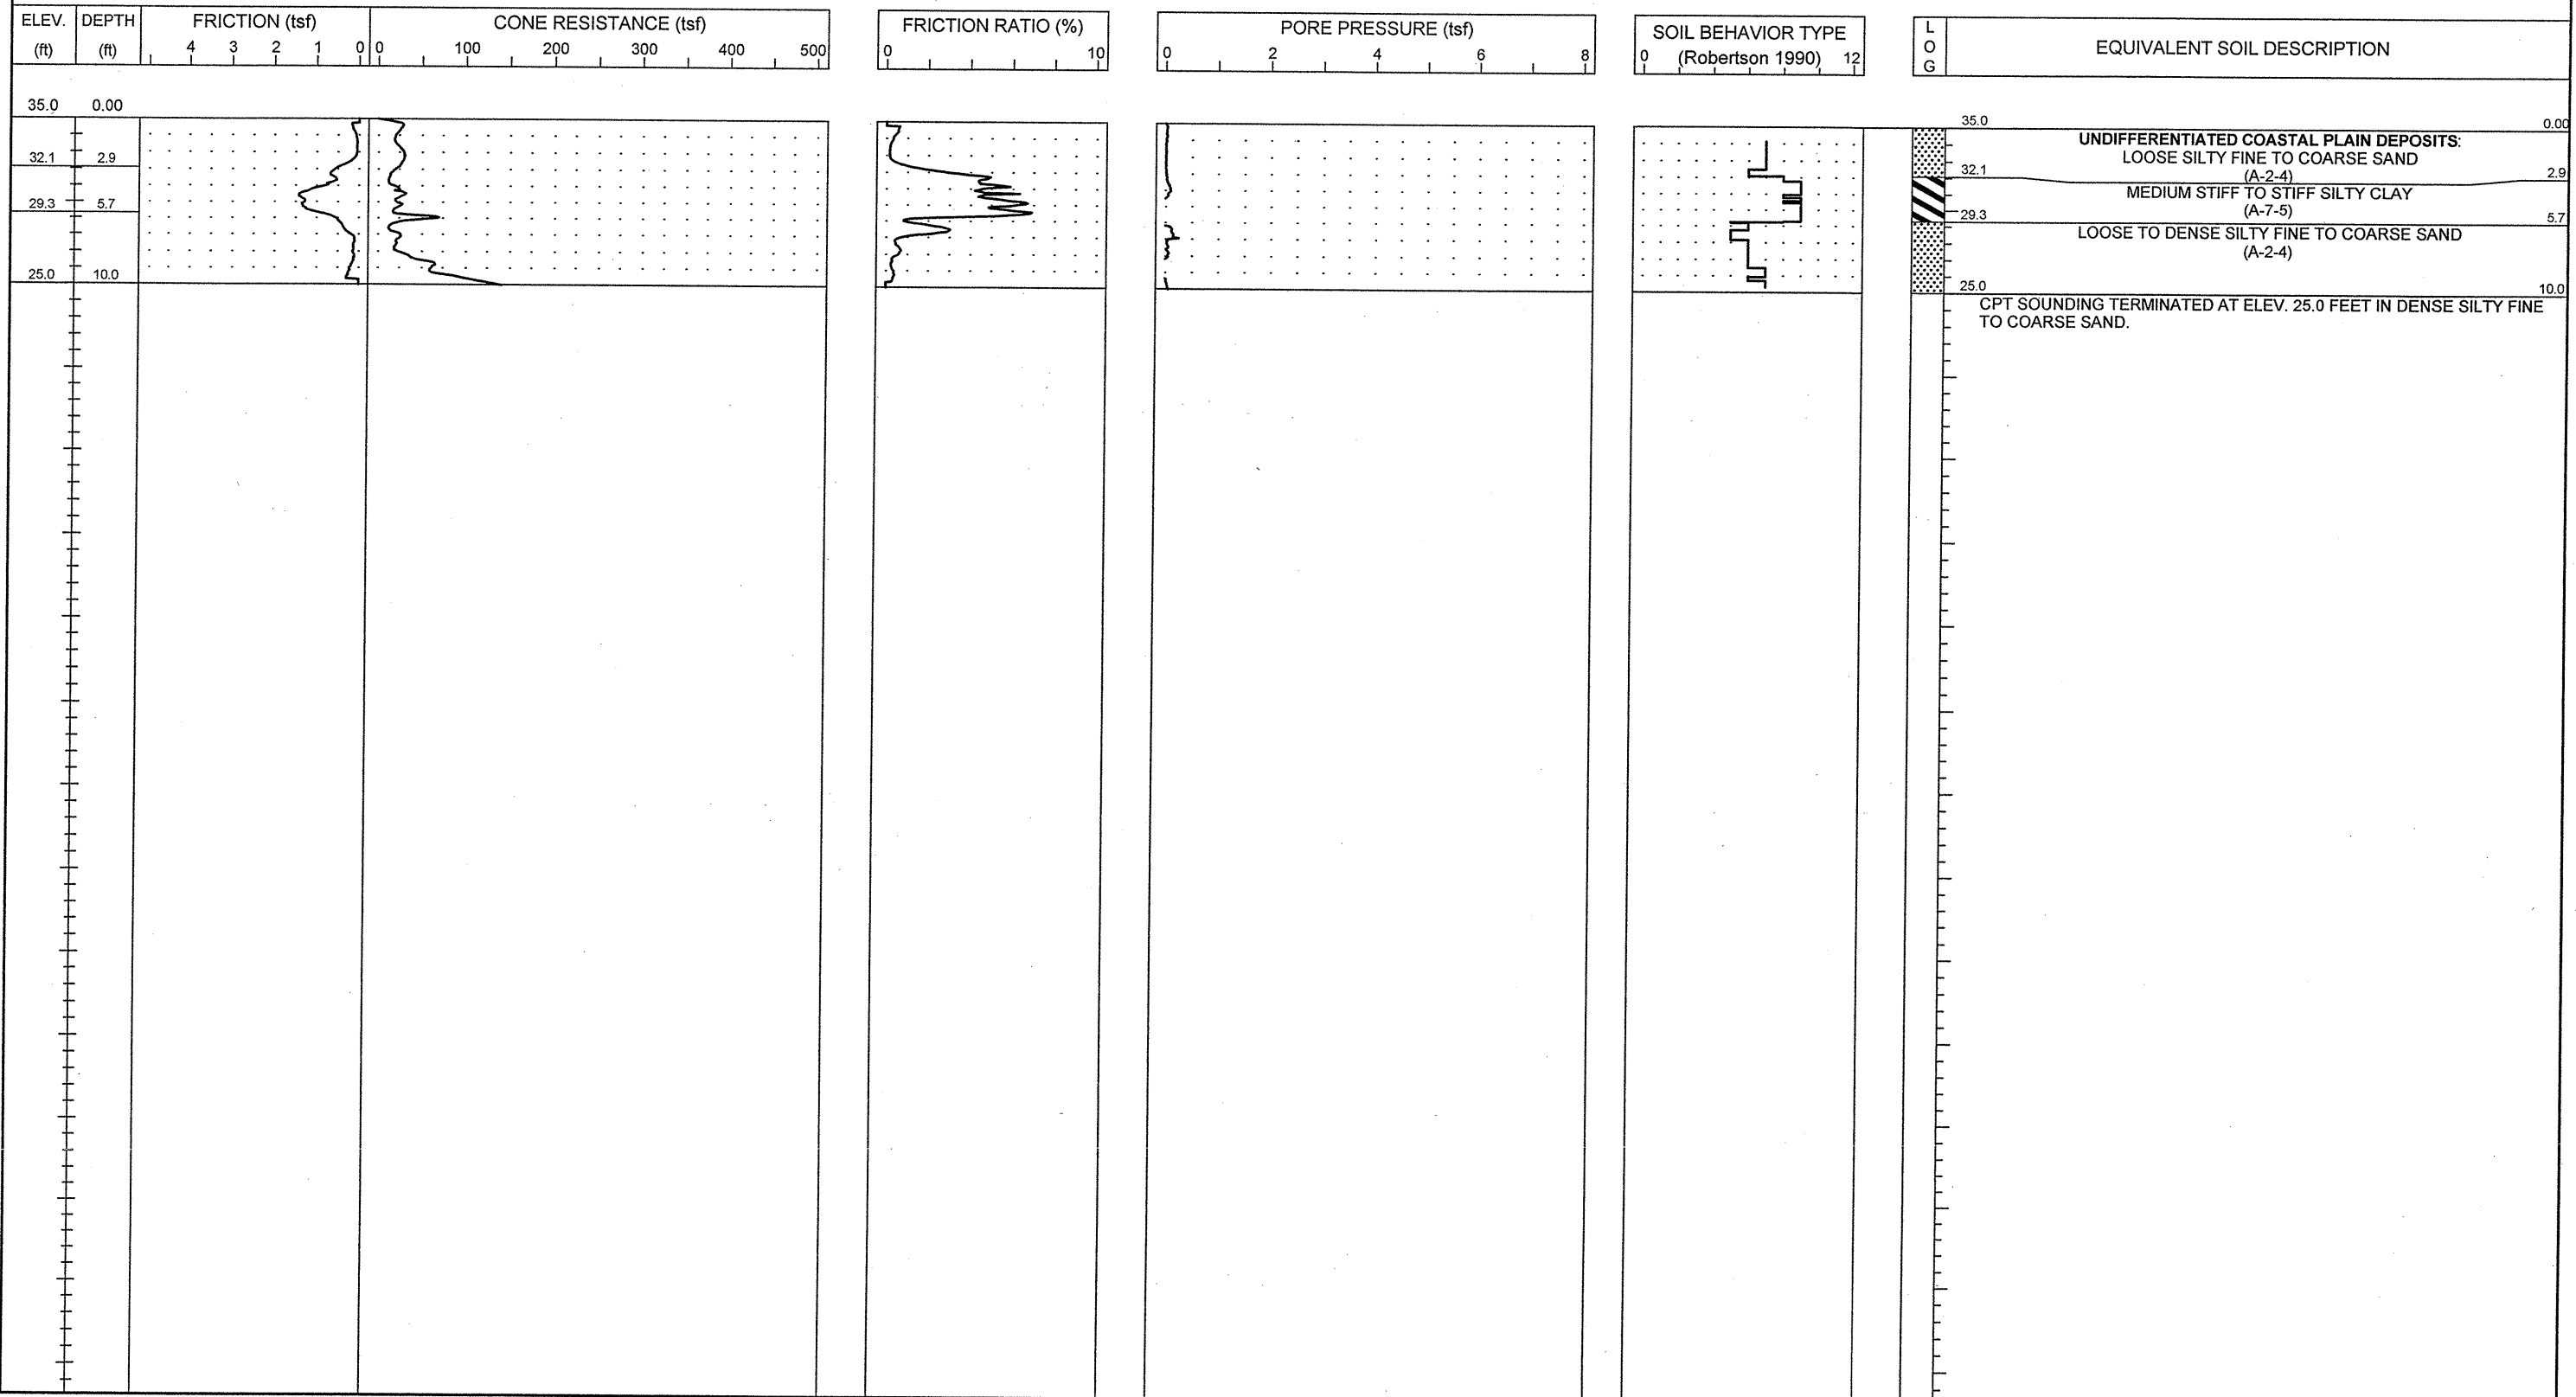 ELEV. DEPTH FRICTION (tsf) CONE RESISTANCE (tsf) FRICTION RATIO (%) PORE PRESSURE (tsf) SOIL BEHAVIOR TYPE L O G EQUIVALENT SOIL DESCRIPTION
(ft) (ft) 4 3 2 1 0 0 100 200 300 400 500 0 10 0 2 4 6 8 (Robertson 1990) 0 12
35.0 0.00 35.0 0.00
UNDIFFERENTIATED COASTAL PLAIN DEPOSITS:
LOOSE SILTY FINE TO COARSE SAND
(A-2-4)
32.1 2.9 32.1 2.9
MEDIUM STIFF TO STIFF SILTY CLAY
(A-7-5)
29.3 5.7 29.3 5.7
LOOSE TO DENSE SILTY FINE TO COARSE SAND
(A-2-4)
25.0 10.0 25.0 10.0
CPT SOUNDING TERMINATED AT ELEV. 25.0 FEET IN DENSE SILTY FINE
TO COARSE SAND.